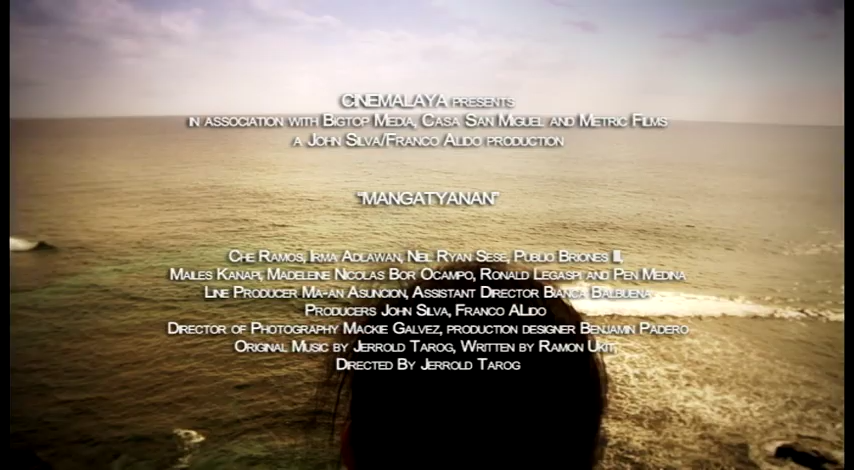 CINEMALAYA PRESENTS
IN ASSOCIATION WITH BIGTOP MEDIA, CASA SAN MIGUEL AND METRIC FILMS
A JOHN SILVA/FRANCO ALIDO PRODUCTION
"MANGATYANAN"
CHE RAMOS, IRMA ADLAWAN, NEIL RYAN SESE, PUBLIO BRIONES III,
MAILES KANAPI, MADELEINE NICOLAS BOR OCAMPO, RONALD LEGASPI AND PEN MEDINA
LINE PRODUCER MA-AN ASUNCION, ASSISTANT DIRECTOR BIANCA BALBUENA
PRODUCERS JOHN SILVA, FRANCO ALIDO
DIRECTOR OF PHOTOGRAPHY MACKIE GALVEZ, PRODUCTION DESIGNER BENJAMIN PADERO
ORIGINAL MUSIC BY JERROLD TAROG, WRITTEN BY RAMON UKIT,
DIRECTED BY JERROLD TAROG